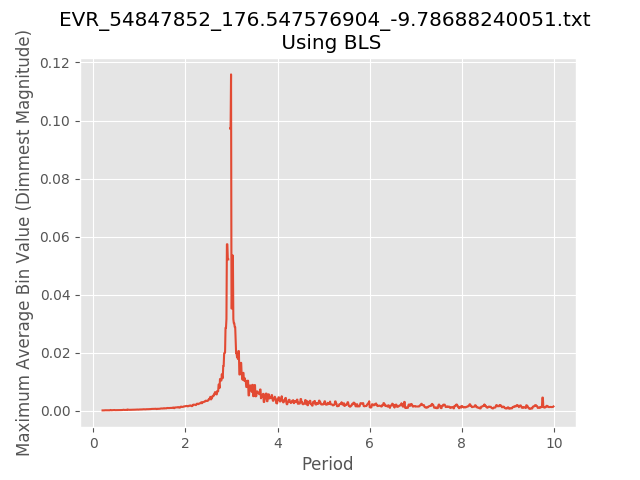 EVR_54847852_176.547576904_-9.78688240051.txt
Using BLS
Maximum Average Bin Value (Dimmest Magnitude)
0.12
0.10
0.08
0.06
0.04
0.02
0.00
0 2 4 6 8 10
Period